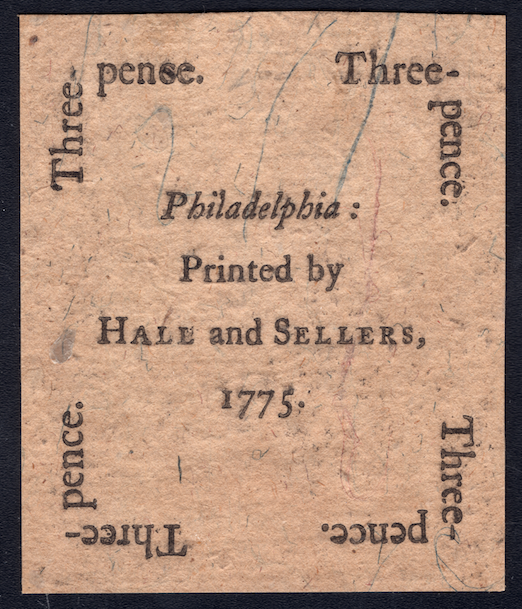 Three-
pence.
Three-
pence.
Philadelphia :
Printed by
HALE and SELLERS,
1775.
Three-
pence.
Three-
pence.